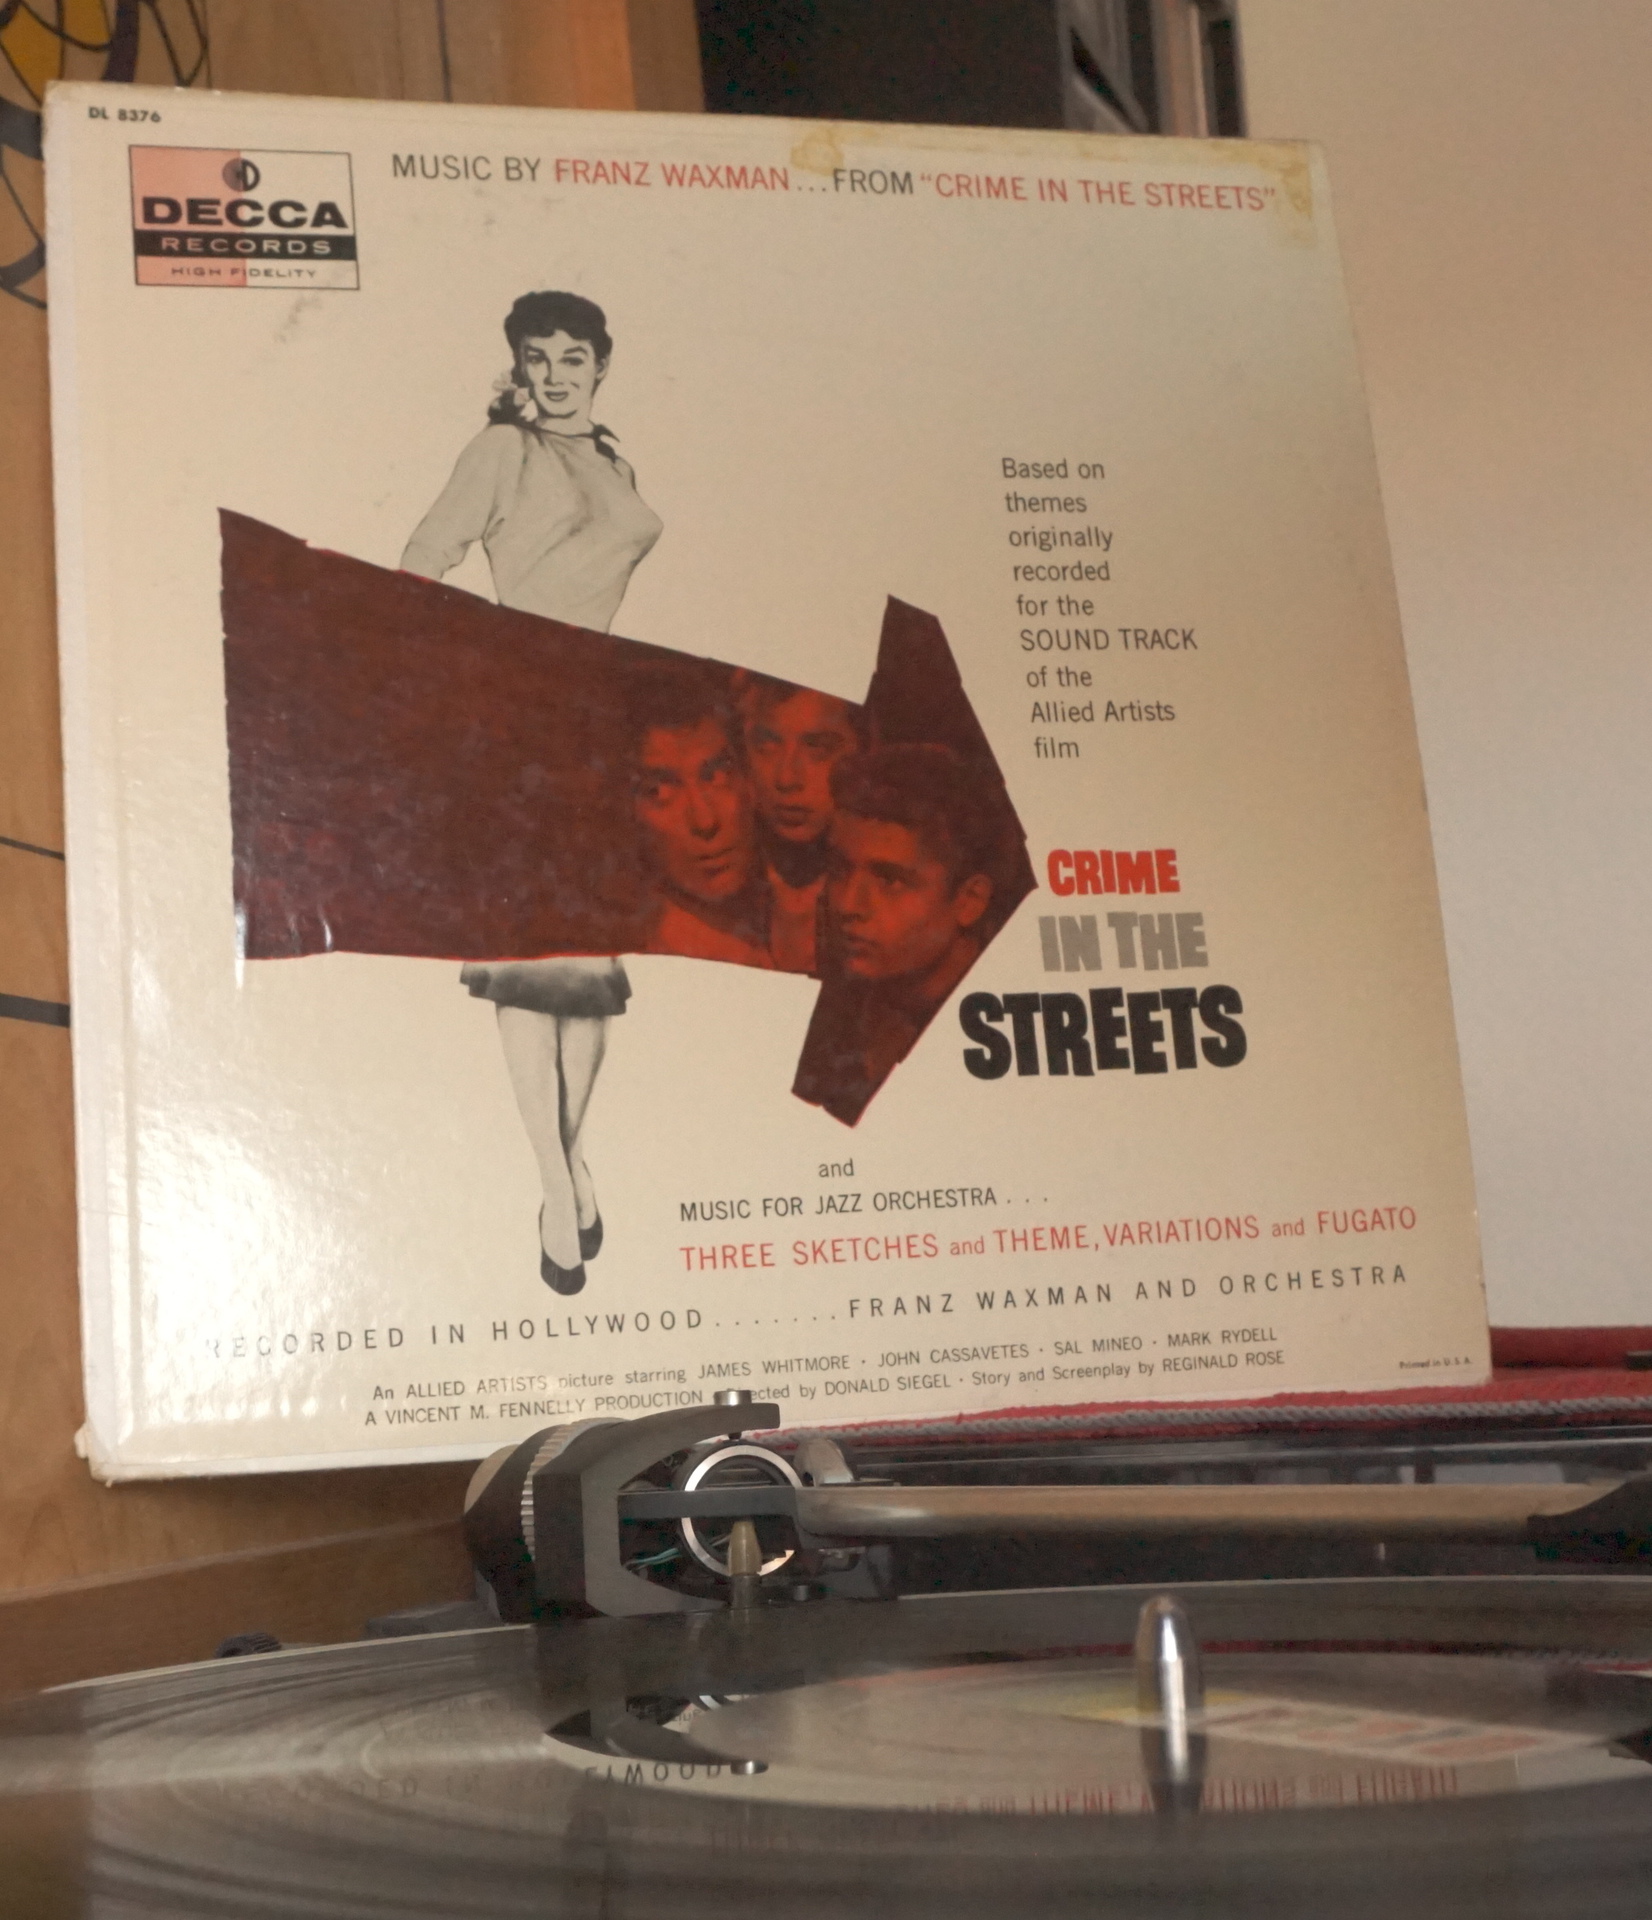 DL 8376
DECCA
RECORDS
HIGH FIDELITY
MUSIC BY FRANZ WAXMAN...FROM "CRIME IN THE STREETS"
Based on
themes
originally
recorded
for the
SOUND TRACK
of the
Allied Artists
film
CRIME
IN THE
STREETS
and
MUSIC FOR JAZZ ORCHESTRA . . .
THREE SKETCHES and THEME, VARIATIONS and FUGATO
RECORDED IN HOLLYWOOD . . . . . . . FRANZ WAXMAN AND ORCHESTRA
An ALLIED ARTISTS picture starring JAMES WHITMORE · JOHN CASSAVETES · SAL MINEO · MARK RYDELL
A VINCENT M. FENNELLY PRODUCTION ected by DONALD SIEGEL · Story and Screenplay by REGINALD ROSE
Printed in U.S.A.